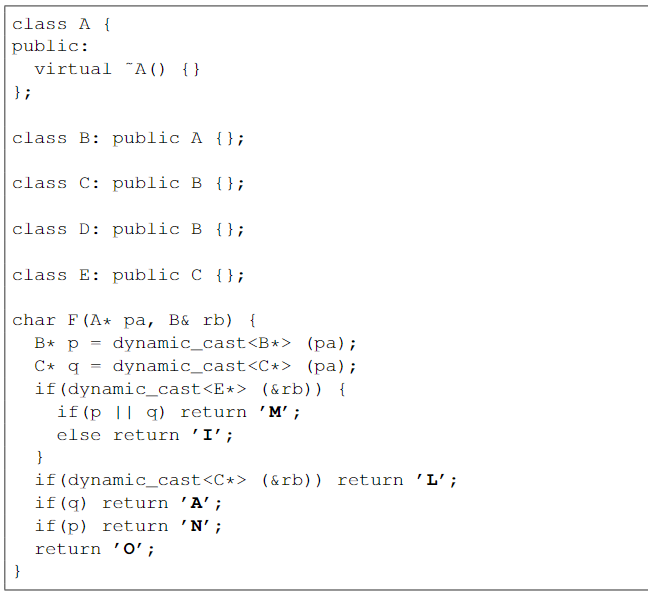 class A {
public:
  virtual ~A() {}
};
class B: public A {};
class C: public B {};
class D: public B {};
class E: public C {};
char F(A* pa, B& rb) {
  B* p = dynamic_cast<B*> (pa);
  C* q = dynamic_cast<C*> (pa);
  if(dynamic_cast<E*> (&rb)) {
    if(p || q) return ’M’;
    else return ’I’;
  }
  if(dynamic_cast<C*> (&rb)) return ’L’;
  if(q) return ’A’;
  if(p) return ’N’;
  return ’O’;
}